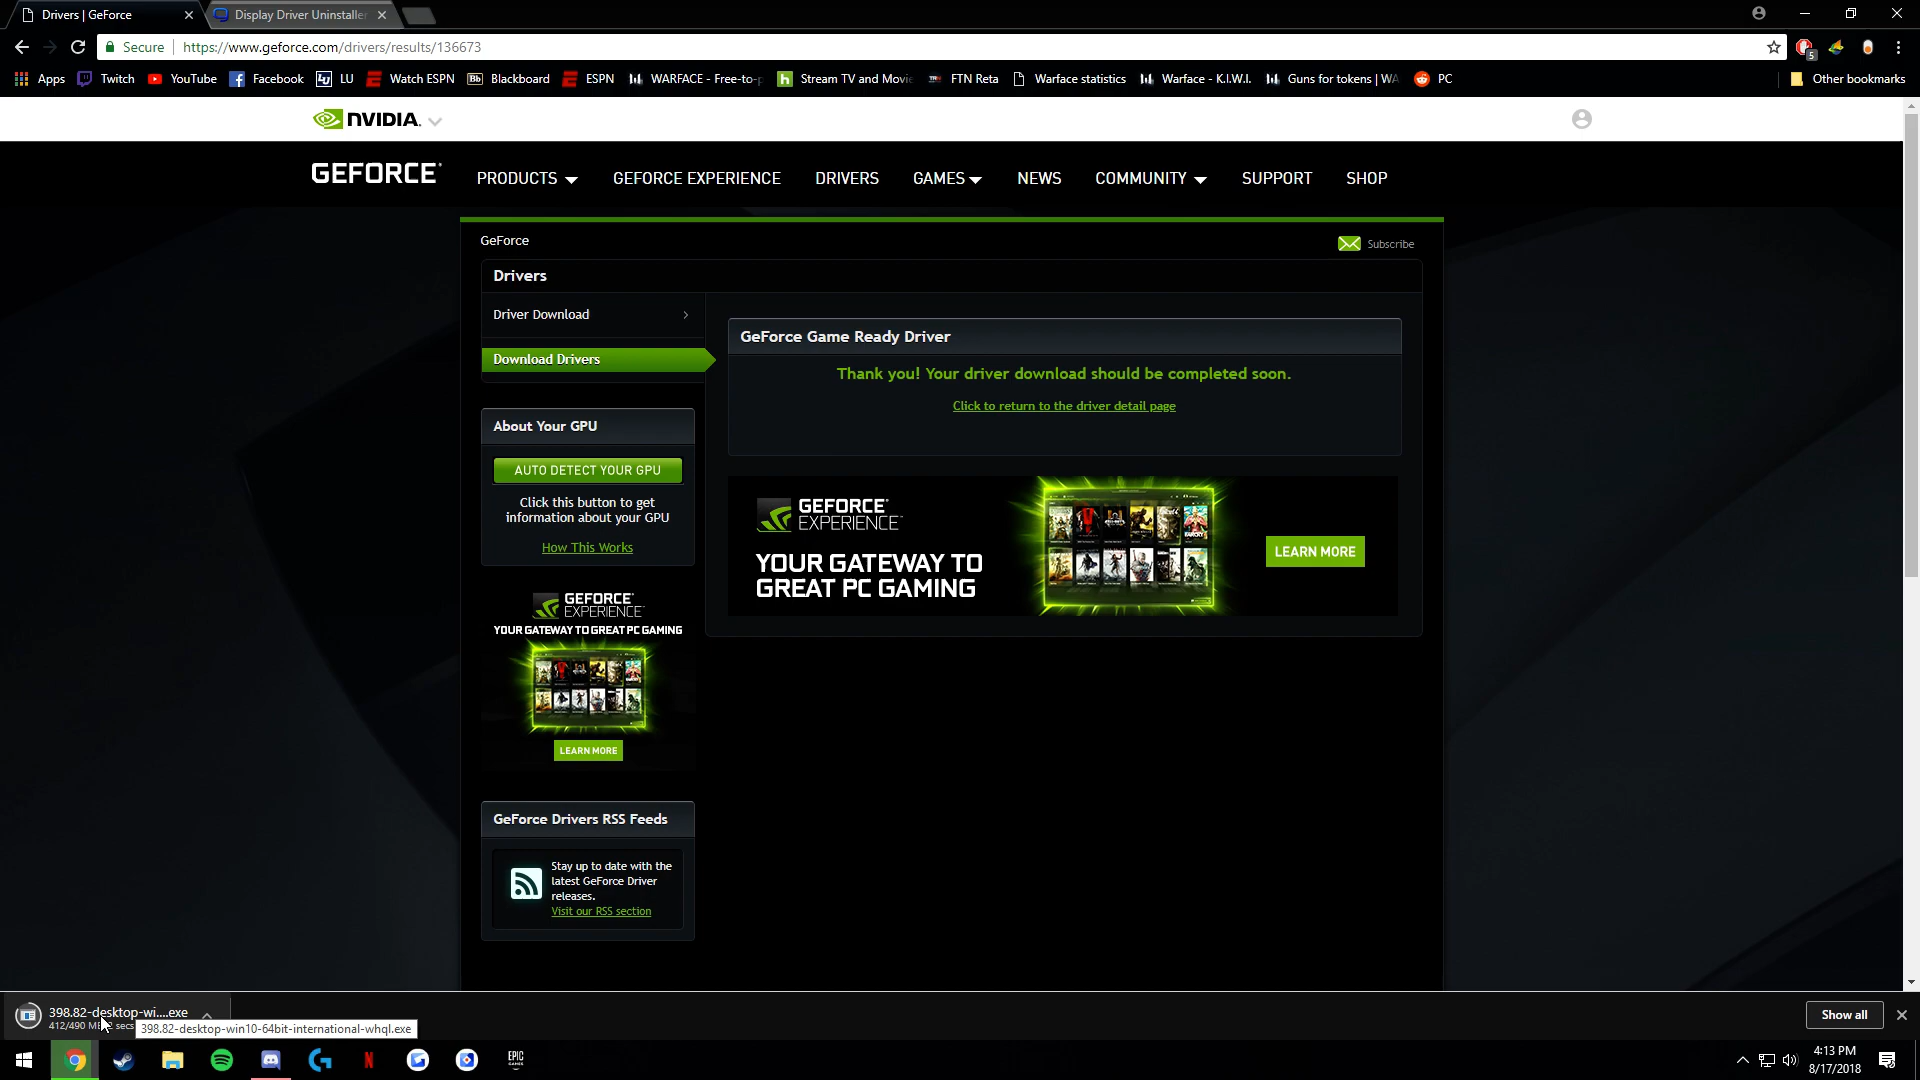 Drivers | GeForce
Display Driver Uninstaller
Secure
https://www.geforce.com/drivers/results/136673
5
Apps
Twitch
YouTube
Facebook
LU
Watch ESPN
Bb
Blackboard
ESPN
WARFACE - Free-to-p
h
Stream TV and Movie
FTN Reta
Warface statistics
Warface - K.I.W.I.
Guns for tokens | WA
PC
Other bookmarks
NVIDIA.
GEFORCE
PRODUCTS
GEFORCE EXPERIENCE
DRIVERS
GAMES
NEWS
COMMUNITY
SUPPORT
SHOP
GeForce
Subscribe
Drivers
Driver Download
Download Drivers
GeForce Game Ready Driver
Thank you! Your driver download should be completed soon.
Click to return to the driver detail page
About Your GPU
AUTO DETECT YOUR GPU
Click this button to get
information about your GPU
How This Works
GEFORCE
EXPERIENCE
YOUR GATEWAY TO
GREAT PC GAMING
LEARN MORE
GEFORCE
EXPERIENCE
YOUR GATEWAY TO GREAT PC GAMING
LEARN MORE
GeForce Drivers RSS Feeds
Stay up to date with the
latest GeForce Driver
releases.
Visit our RSS section
398.82-desktop-wi....exe
412/490 M
secs
398.82-desktop-win10-64bit-international-whql.exe
Show all
EPIC
GAMES
4:13 PM
8/17/2018